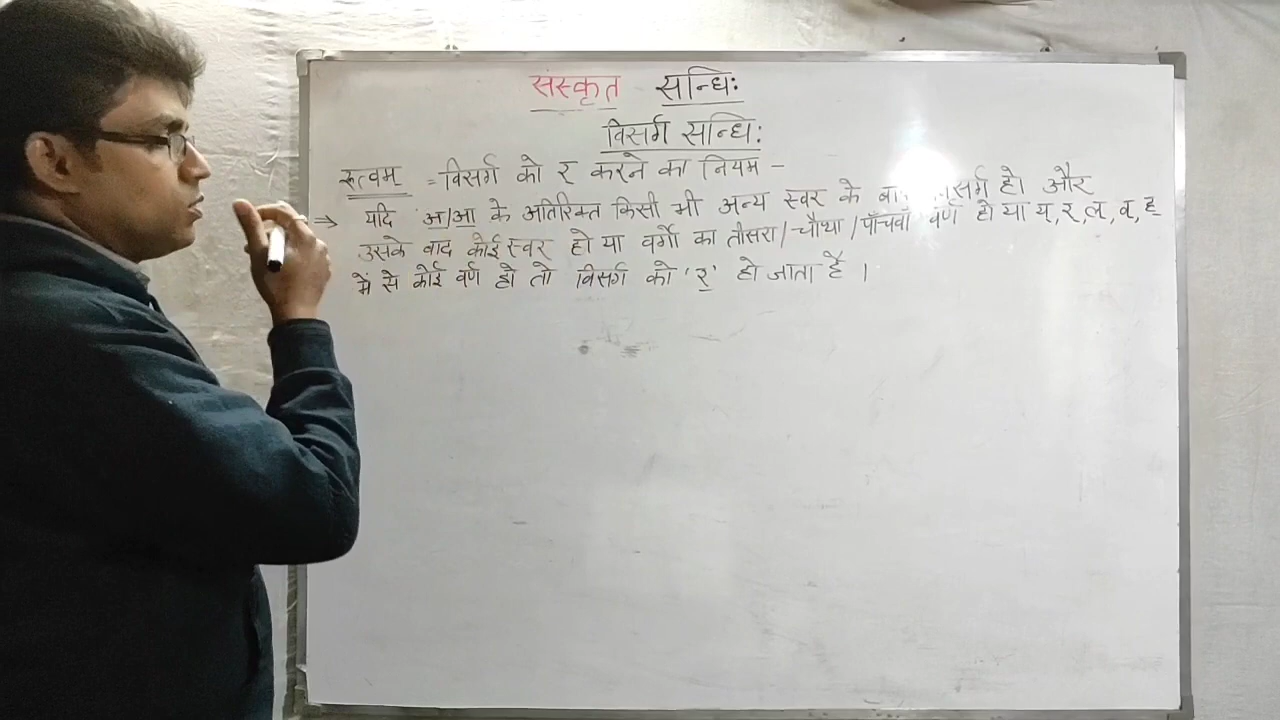 संस्कृत सन्धिः
विसर्ग सन्धिः
रुत्वम् = विसर्ग को र् करने का नियम –
⇒ यदि अ/आ के अतिरिक्त किसी भी अन्य स्वर के हो और
उसके बाद कोई स्वर हो या वर्गो का तीसरा/चौथा/पाँचवाँ वर्ण हो या य, र, ल, व, ह
में से कोई वर्ण हो तो विसर्ग को 'र्' हो जाता है ।